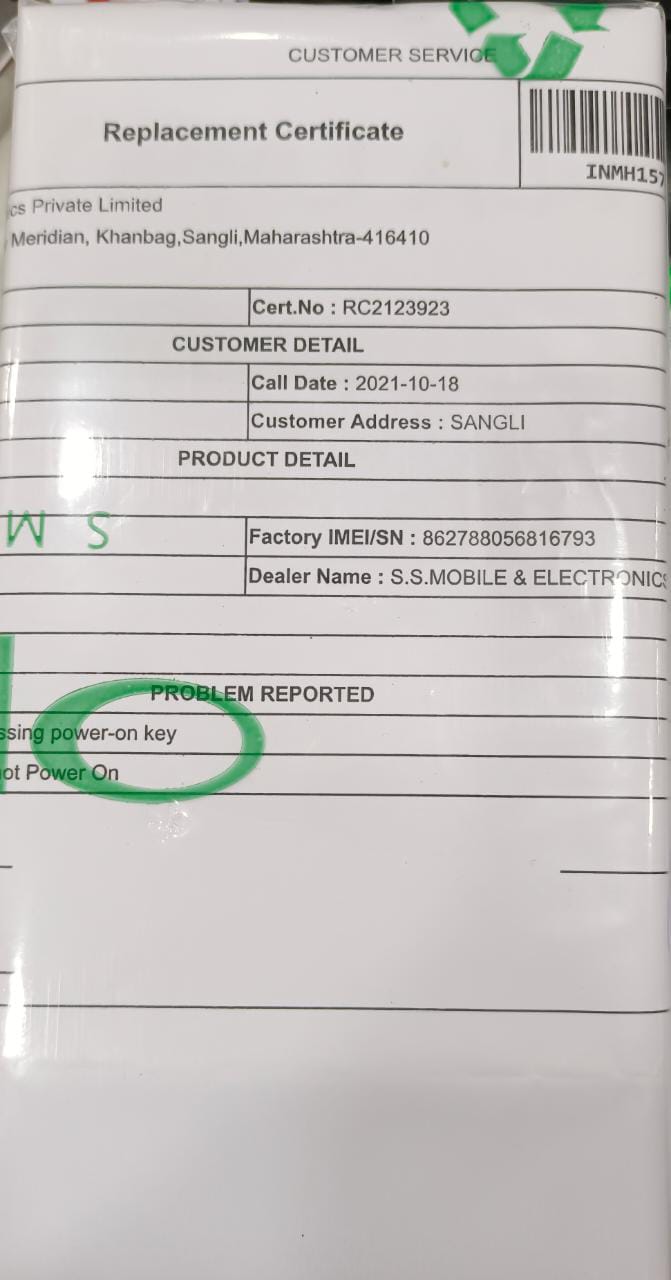 CUSTOMER SERVICE
Replacement Certificate
INMH157
cs Private Limited
Meridian, Khanbag,Sangli,Maharashtra-416410
Cert.No : RC2123923
CUSTOMER DETAIL
Call Date : 2021-10-18
Customer Address : SANGLI
PRODUCT DETAIL
S M
Factory IMEI/SN : 862788056816793
Dealer Name : S.S.MOBILE & ELECTRONICS
PROBLEM REPORTED
ssing power-on key
ot Power On